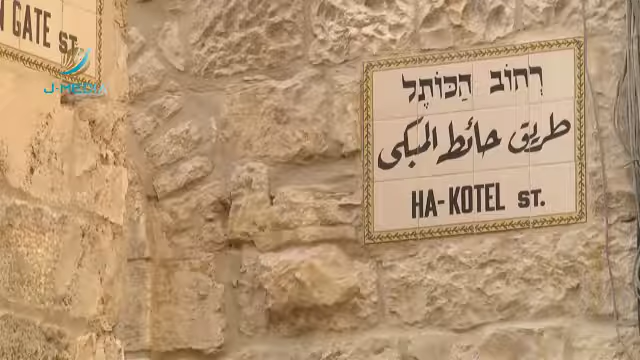 N GATE ST.
J-MEDIA
רְחוֹב הַכּוֹתֶל
طريق حائط المبكى
HA-KOTEL ST.